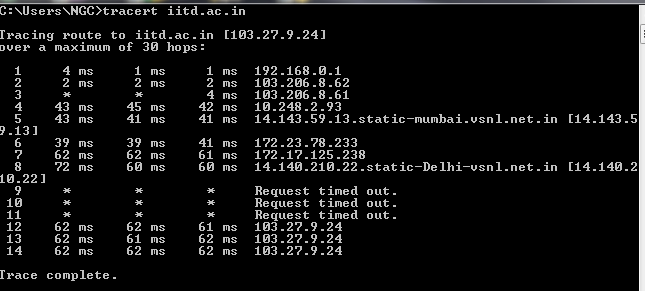 C:\Users\NGC>tracert iitd.ac.in
Tracing route to iitd.ac.in [103.27.9.24]
over a maximum of 30 hops:
1 4 ms 1 ms 1 ms 192.168.0.1
2 2 ms 2 ms 2 ms 103.206.8.62
3 * * 4 ms 103.206.8.61
4 43 ms 45 ms 42 ms 10.248.2.93
5 43 ms 41 ms 41 ms 14.143.59.13.static-mumbai.vsnl.net.in [14.143.5
9.13]
6 39 ms 39 ms 41 ms 172.23.78.233
7 62 ms 62 ms 61 ms 172.17.125.238
8 72 ms 60 ms 60 ms 14.140.210.22.static-Delhi-vsnl.net.in [14.140.2
10.22]
9 * * * Request timed out.
10 * * * Request timed out.
11 * * * Request timed out.
12 62 ms 62 ms 61 ms 103.27.9.24
13 62 ms 61 ms 62 ms 103.27.9.24
14 62 ms 62 ms 62 ms 103.27.9.24
Trace complete.